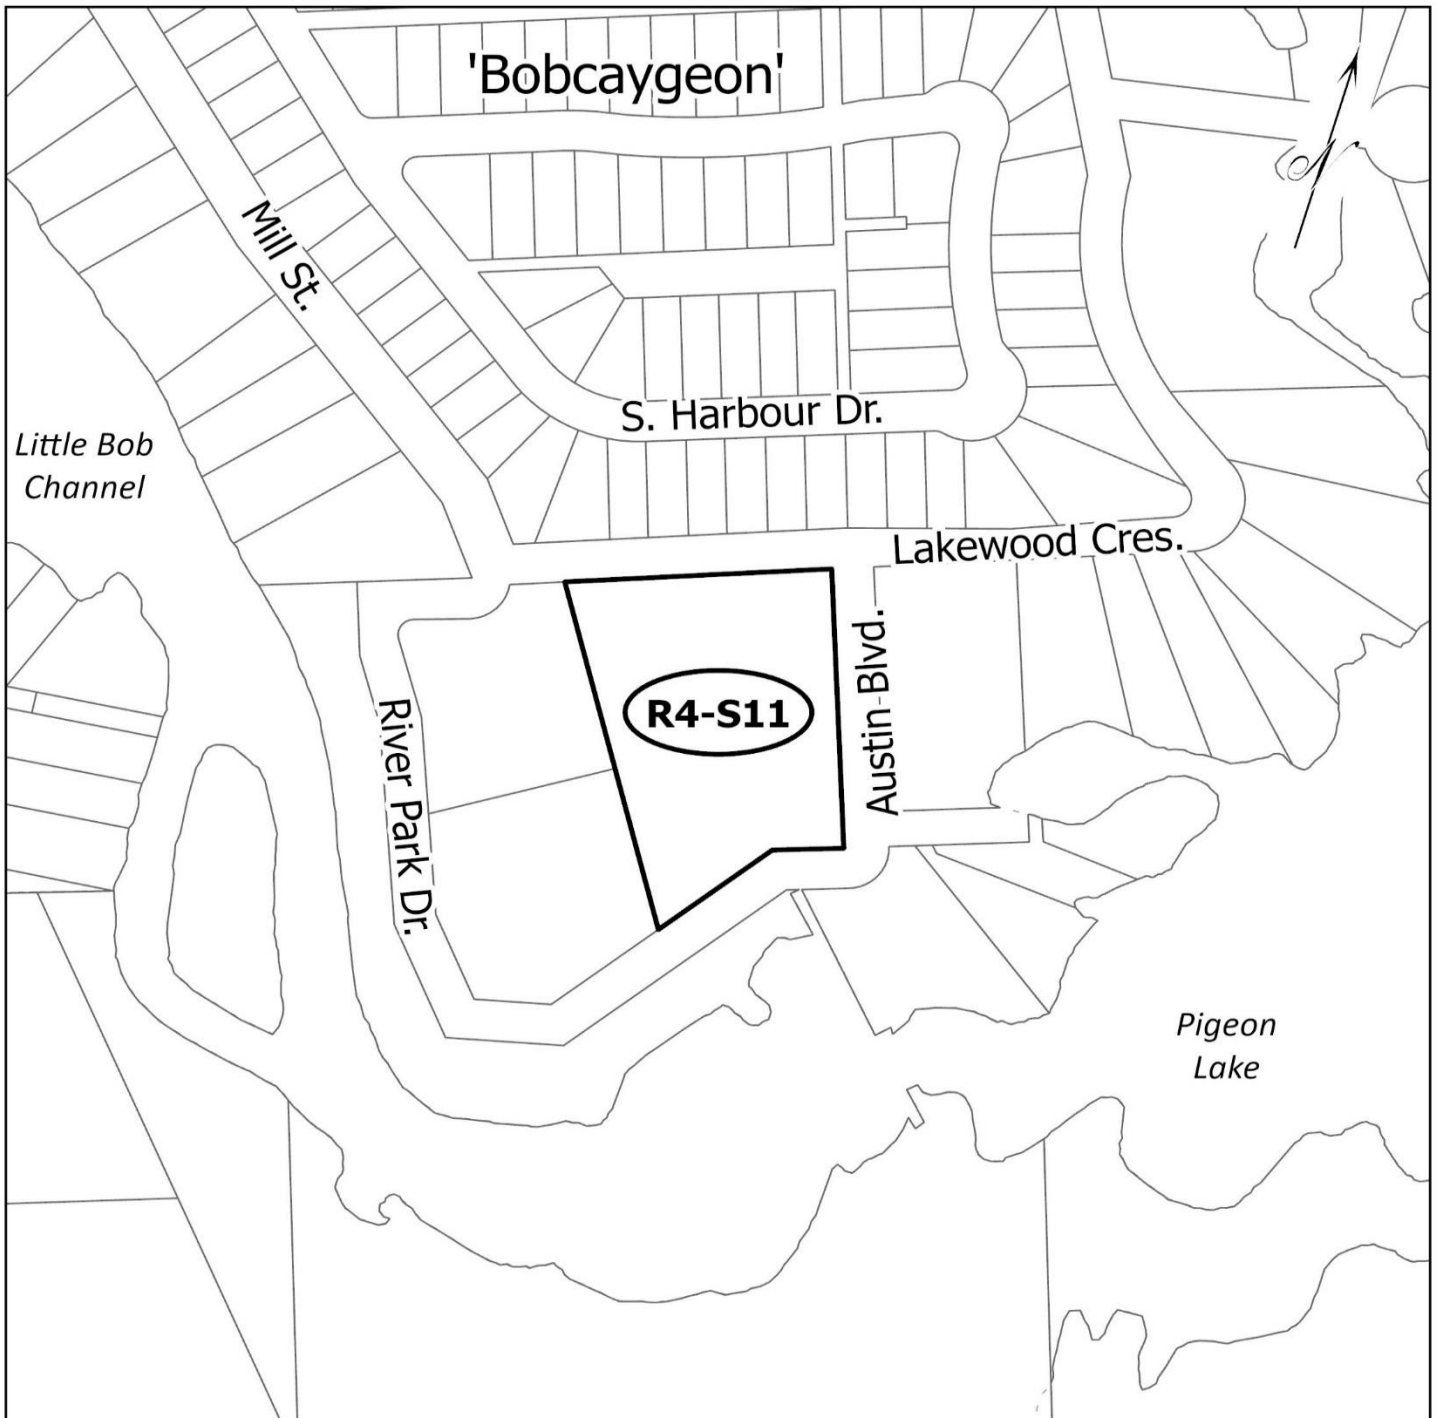 'Bobcaygeon'
Mill St.
S. Harbour Dr.
Little Bob
Channel
Lakewood Cres.
Austin Blvd.
R4-S11
River Park Dr.
Pigeon
Lake